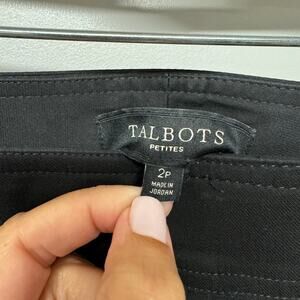 TALBOTS
PETITES
2P
MADE IN
JORDAN